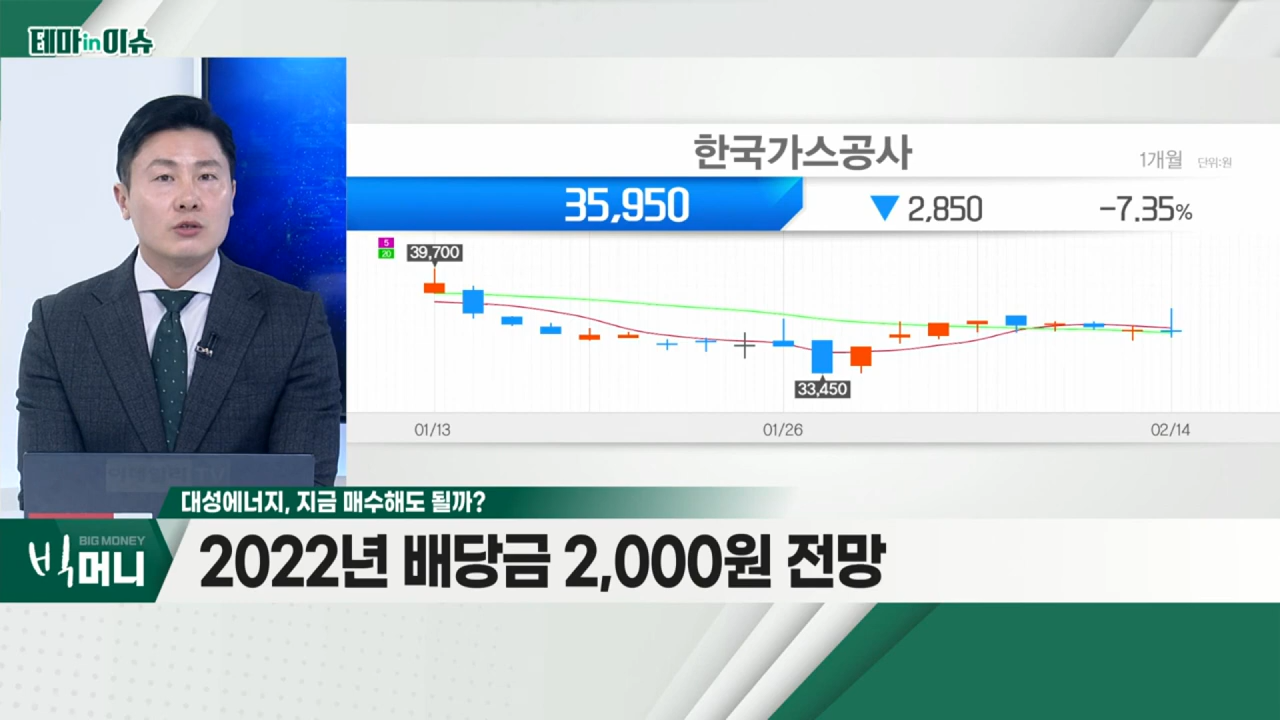 테마in이슈
한국가스공사
1개월 단위:원
35,950 ▼ 2,850 -7.35%
5
20
39,700
33,450
01/13 01/26 02/14
대성에너지, 지금 매수해도 될까?
BIG MONEY
빅머니
2022년 배당금 2,000원 전망